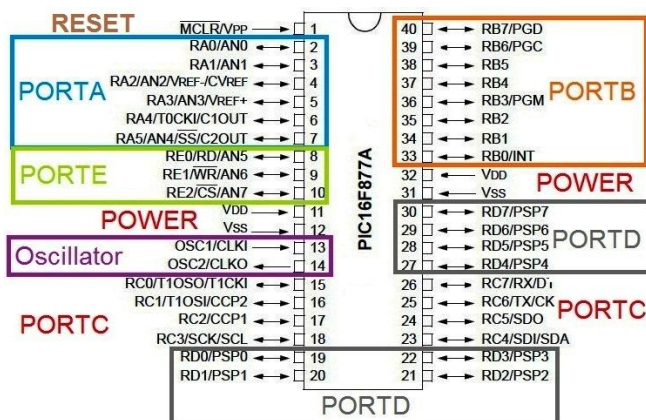 RESET
MCLR/VPP 1
RA0/AN0 2
RA1/AN1 3
PORTA
RA2/AN2/VREF-/CVREF 4
RA3/AN3/VREF+ 5
RA4/T0CKI/C1OUT 6
RA5/AN4/SS/C2OUT 7
RE0/RD/AN5 8
PORTE
RE1/WR/AN6 9
RE2/CS/AN7 10
POWER
VDD 11
VSS 12
Oscillator
OSC1/CLKI 13
OSC2/CLKO 14
RC0/T1OSO/T1CKI 15
RC1/T1OSI/CCP2 16
PORTC
RC2/CCP1 17
RC3/SCK/SCL 18
RD0/PSP0 19
RD1/PSP1 20
PIC16F877A
40 RB7/PGD
39 RB6/PGC
38 RB5
37 RB4
PORTB
36 RB3/PGM
35 RB2
34 RB1
33 RB0/INT
32 VDD
POWER
31 VSS
30 RD7/PSP7
29 RD6/PSP6
PORTD
28 RD5/PSP5
27 RD4/PSP4
26 RC7/RX/DT
25 RC6/TX/CK
PORTC
24 RC5/SDO
23 RC4/SDI/SDA
22 RD3/PSP3
21 RD2/PSP2
PORTD